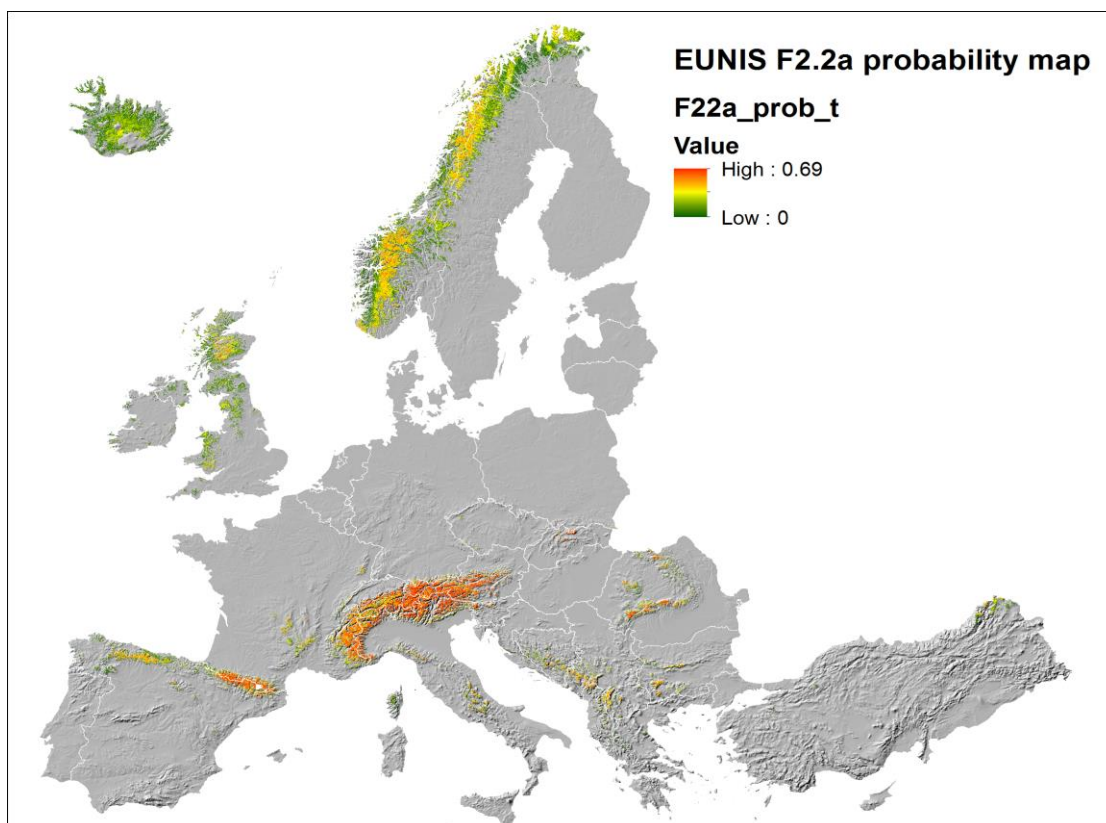 EUNIS F2.2a probability map
F22a_prob_t
Value
High : 0.69
Low : 0